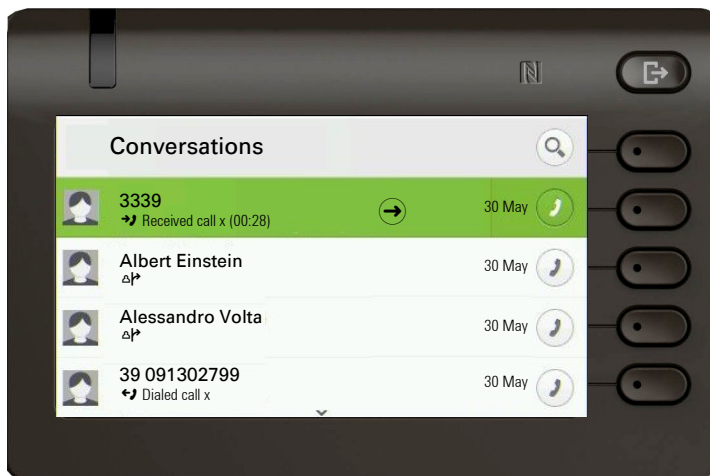 Conversations
3339
30 May
Received call x (00:28)
Albert Einstein
30 May
Alessandro Volta
30 May
39 091302799
30 May
Dialed call x